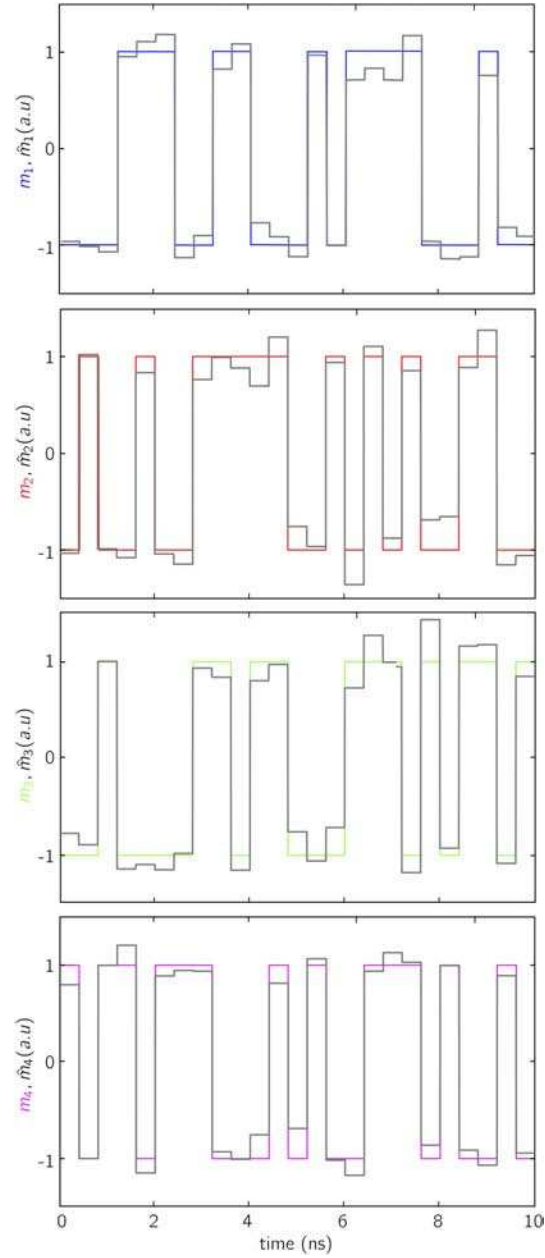 1
0
-1
m₁, m̂₁(a.u)
1
0
-1
m₂, m̂₂(a.u)
1
0
-1
m₃, m̂₃(a.u)
1
0
-1
m₄, m̂₄(a.u)
0 2 4 6 8 10
time (ns)